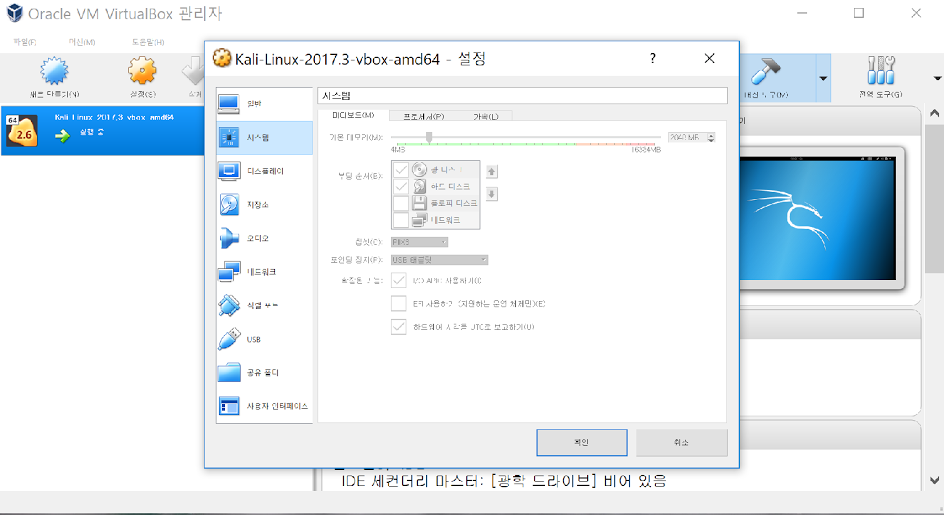 Oracle VM VirtualBox 관리자
파일(F) 머신(M) 도움말(H)
새로 만들기(N) 설정(S)
전역 도구(G)
64
2.6
Kali-Linux-2017.3-vbox-amd64
실행 중
Kali-Linux-2017.3-vbox-amd64 - 설정
?
일반
시스템
디스플레이
저장소
오디오
네트워크
직렬 포트
USB
공유 폴더
사용자 인터페이스
시스템
마더보드(M) 프로세서(P) 가속(L)
기본 메모리(M):
2048 MB
4MB 16384MB
부팅 순서(B):
광 디스크
하드 디스크
플로피 디스크
네트워크
칩셋(C): PIIX3
포인팅 장치(P): USB 태블릿
확장된 기능: I/O APIC 사용하기(I)
EFI 사용하기 (지원하는 운영 체제만)(E)
하드웨어 시각을 UTC로 보고하기(U)
확인 취소
IDE 세컨더리 마스터: [광학 드라이브] 비어 있음